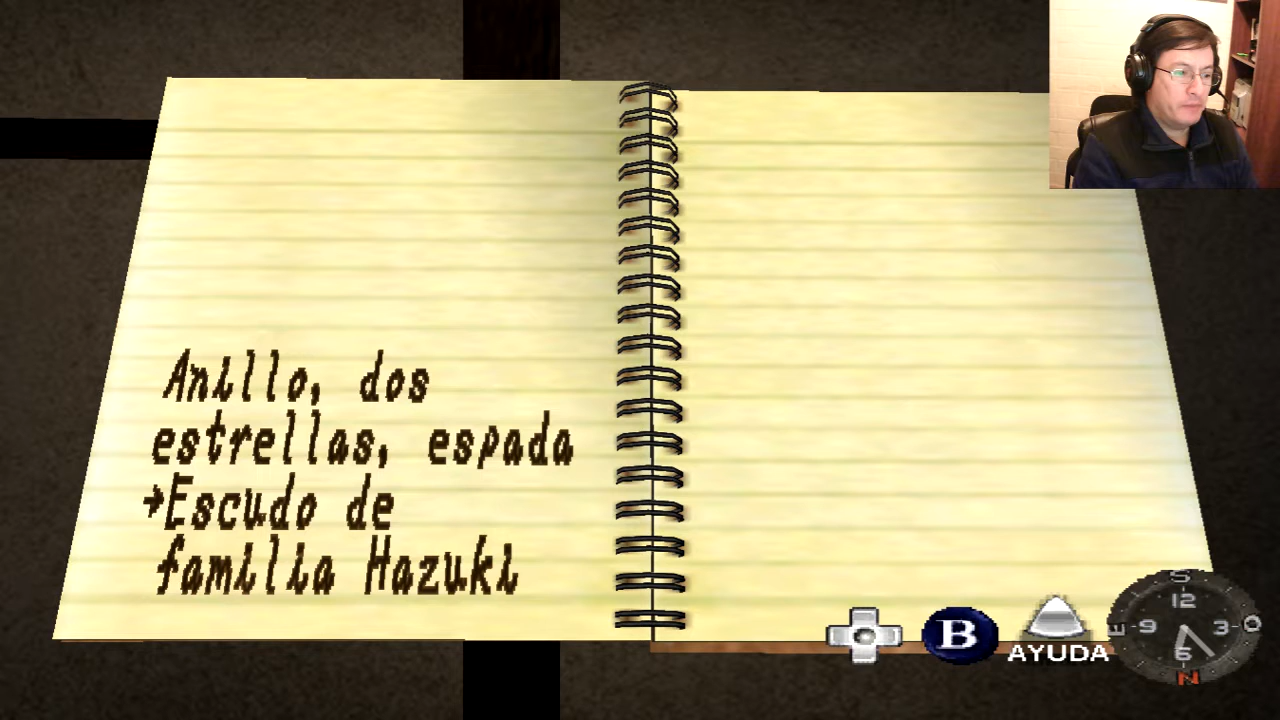 Anillo, dos
estrellas, espada
→Escudo de
familia Hazuki
B
AYUDA
S
12
E 9 3 O
6
N